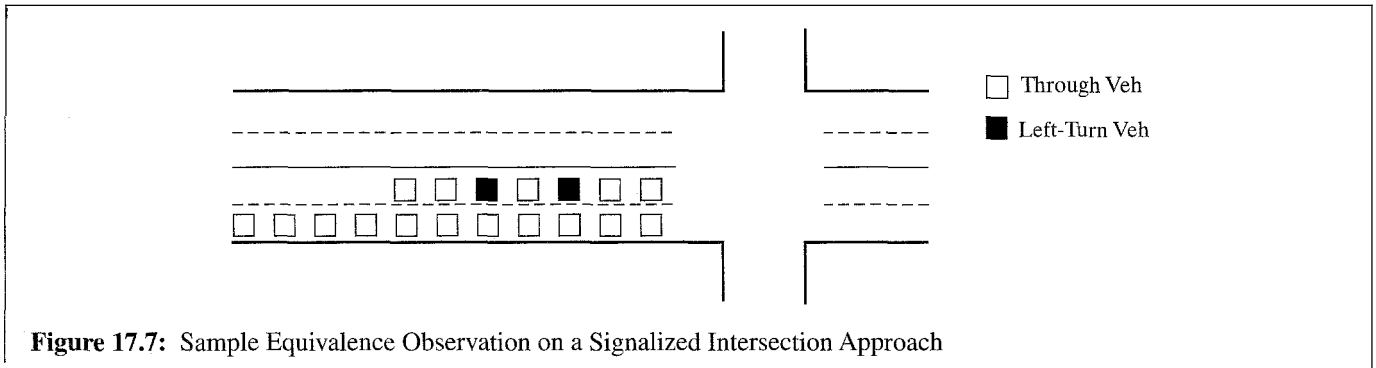 Through Veh
Left-Turn Veh
Figure 17.7: Sample Equivalence Observation on a Signalized Intersection Approach